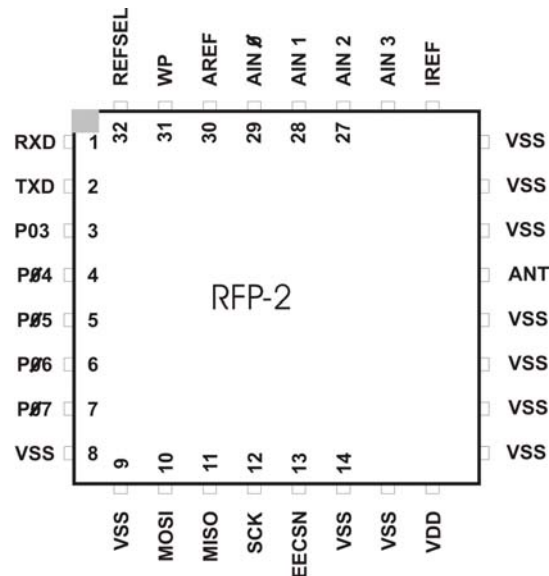 REFSEL WP AREF AIN Ø AIN 1 AIN 2 AIN 3 IREF
32 31 30 29 28 27
RXD 1 VSS
TXD 2 VSS
P03 3 VSS
PØ4 4 ANT
RFP-2
PØ5 5 VSS
PØ6 6 VSS
PØ7 7 VSS
VSS 8 VSS
9 10 11 12 13 14
VSS MOSI MISO SCK EECSN VSS VSS VDD